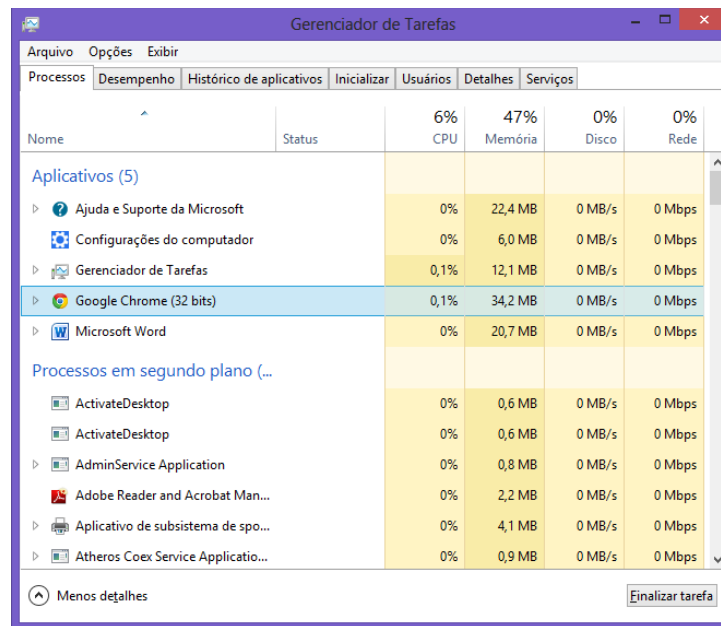 Gerenciador de Tarefas
Arquivo Opções Exibir
Processos Desempenho Histórico de aplicativos Inicializar Usuários Detalhes Serviços
6% 47% 0% 0%
Nome Status CPU Memória Disco Rede
Aplicativos (5)
Ajuda e Suporte da Microsoft 0% 22,4 MB 0 MB/s 0 Mbps
Configurações do computador 0% 6,0 MB 0 MB/s 0 Mbps
Gerenciador de Tarefas 0,1% 12,1 MB 0 MB/s 0 Mbps
Google Chrome (32 bits) 0,1% 34,2 MB 0 MB/s 0 Mbps
Microsoft Word 0% 20,7 MB 0 MB/s 0 Mbps
Processos em segundo plano (...
ActivateDesktop 0% 0,6 MB 0 MB/s 0 Mbps
ActivateDesktop 0% 0,6 MB 0 MB/s 0 Mbps
AdminService Application 0% 0,8 MB 0 MB/s 0 Mbps
Adobe Reader and Acrobat Man... 0% 2,2 MB 0 MB/s 0 Mbps
Aplicativo de subsistema de spo... 0% 4,1 MB 0 MB/s 0 Mbps
Atheros Coex Service Applicatio... 0% 0,9 MB 0 MB/s 0 Mbps
Menos detalhes Finalizar tarefa